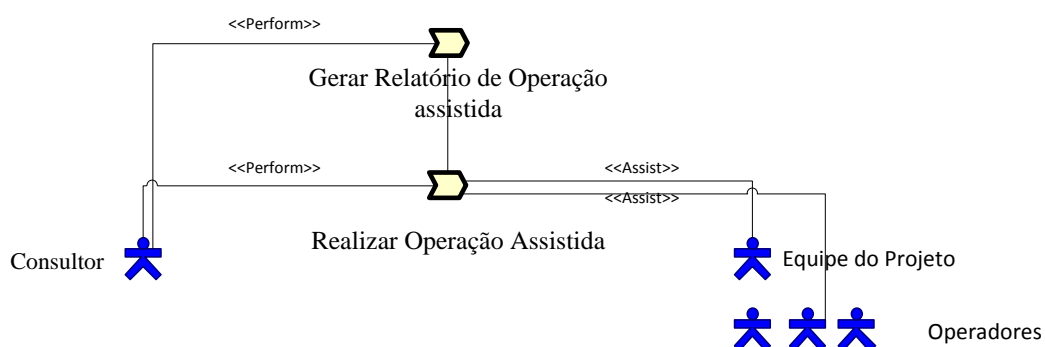 <<Perform>>
Gerar Relatório de Operação
assistida
<<Perform>>
<<Assist>>
<<Assist>>
Realizar Operação Assistida
Consultor
Equipe do Projeto
Operadores